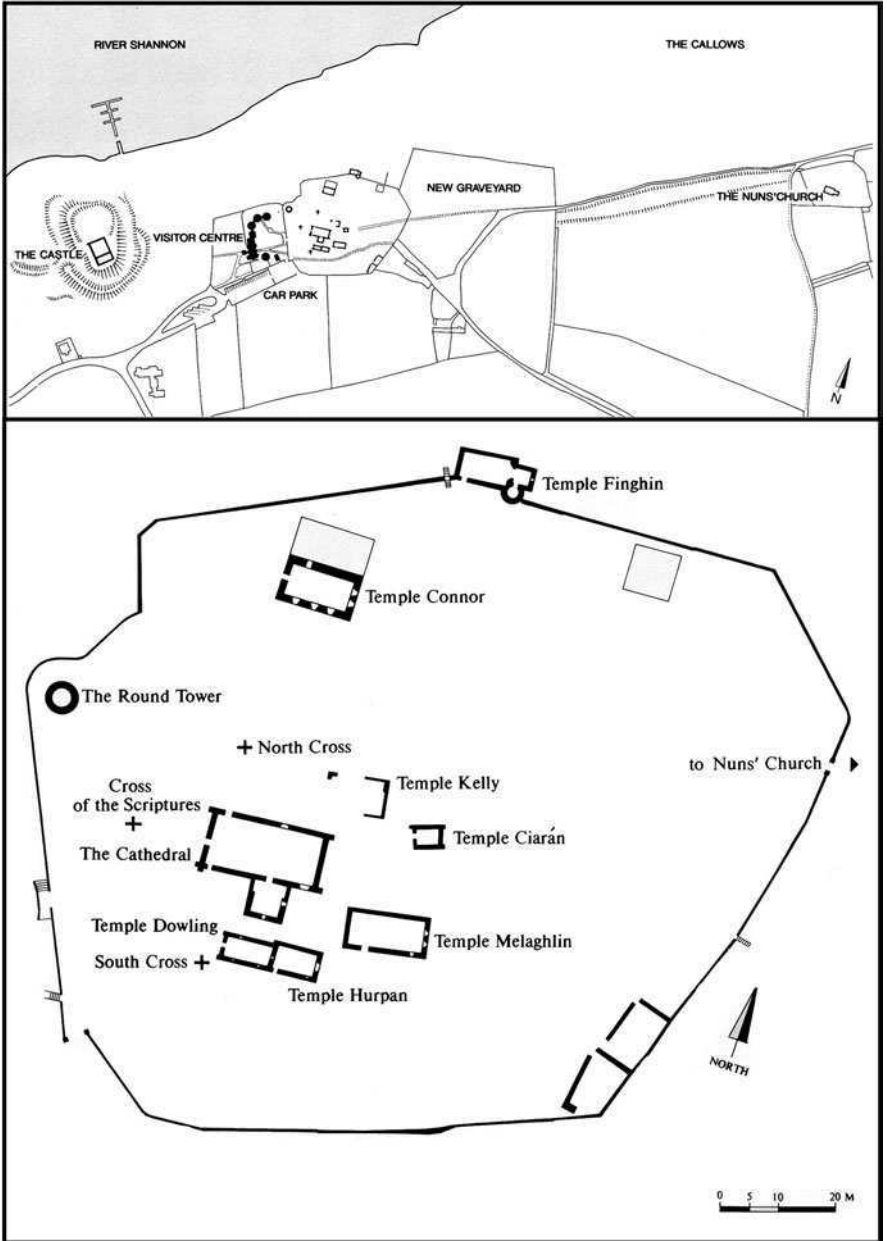 RIVER SHANNON
THE CALLOWS
NEW GRAVEYARD
THE NUNS'CHURCH
VISITOR CENTRE
THE CASTLE
CAR PARK
N
Temple Finghin
Temple Connor
The Round Tower
North Cross
to Nuns' Church
Temple Kelly
Cross
of the Scriptures
Temple Ciarán
The Cathedral
Temple Dowling
Temple Melaghlin
South Cross
Temple Hurpan
NORTH
0 5 10 20 M